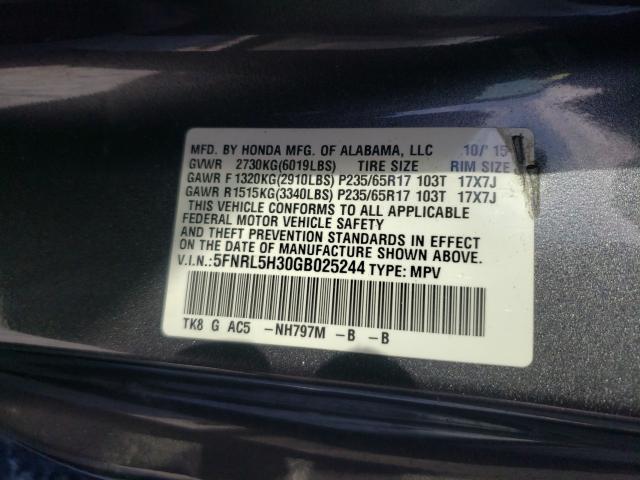 MFD. BY HONDA MFG. OF ALABAMA, LLC 10/'15
GVWR 2730KG(6019LBS) TIRE SIZE RIM SIZE
GAWR F 1320KG(2910LBS) P235/65R17 103T 17X7J
GAWR R1515KG(3340LBS) P235/65R17 103T 17X7J
THIS VEHICLE CONFORMS TO ALL APPLICABLE
FEDERAL MOTOR VEHICLE SAFETY
AND THEFT PREVENTION STANDARDS IN EFFECT
ON THE DATE OF MANUFACTURE SHOWN ABOVE.
V.I.N.:5FNRL5H30GB025244 TYPE: MPV
TK8 G AC5 -NH797M -B -B